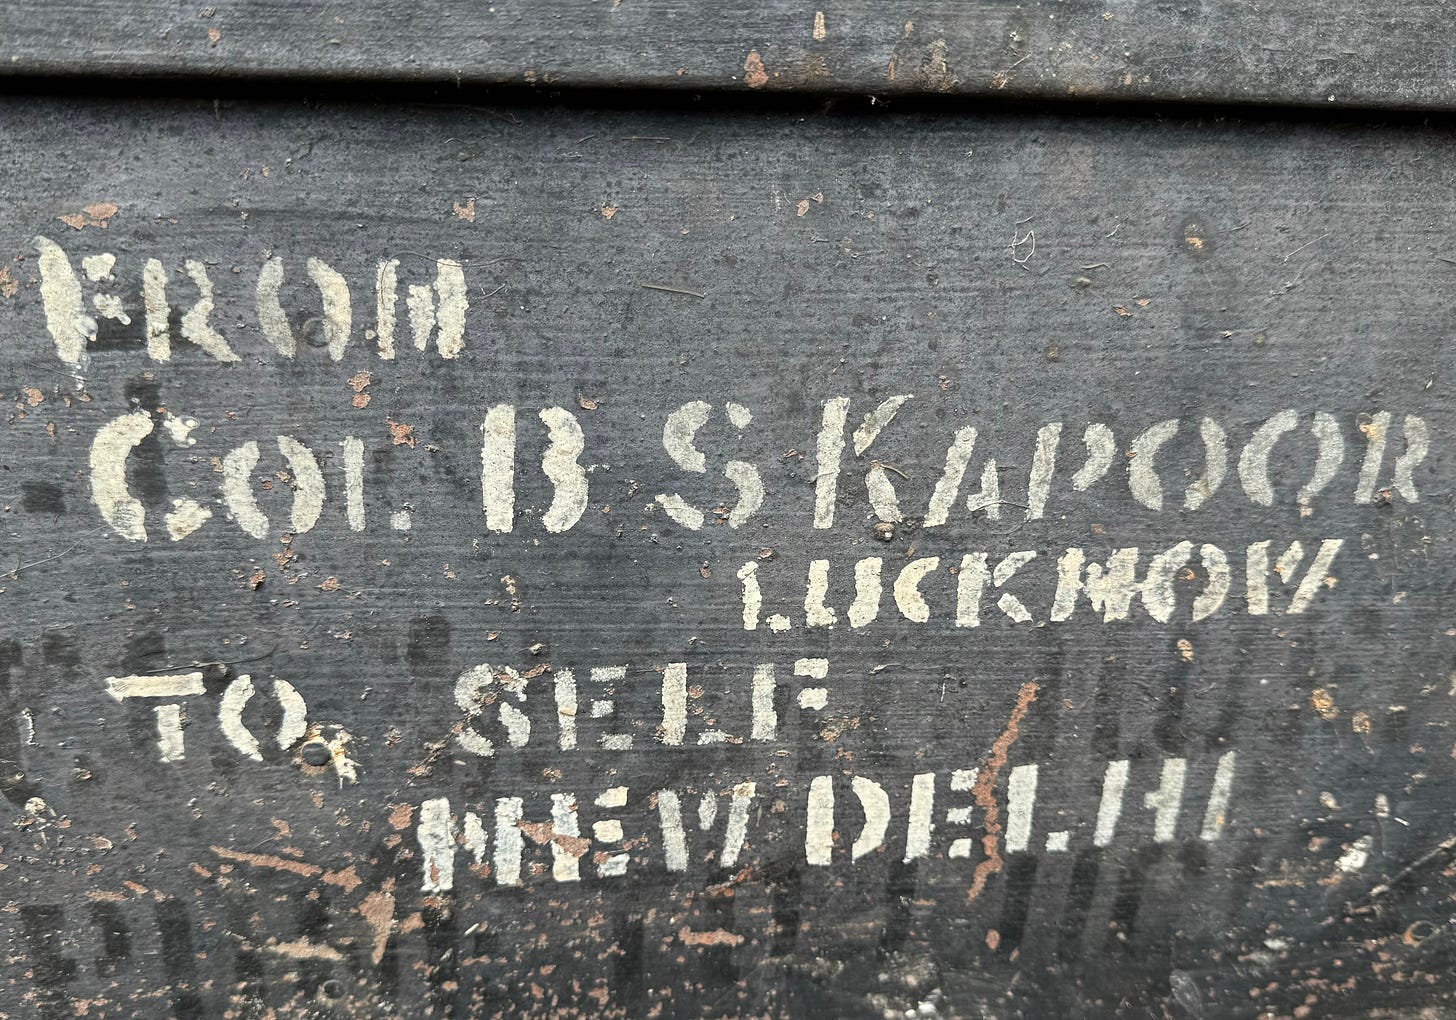 FROM
COL. B S KAPOOR
LUCKNOW
TO, SELF
NEW DELHI